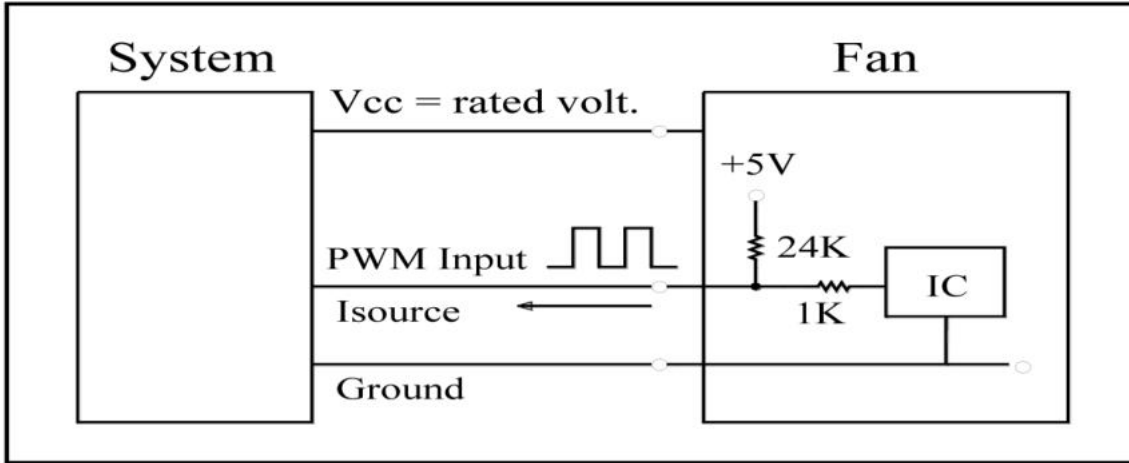 System
Fan
Vcc = rated volt.
+5V
24K
PWM Input
IC
1K
Isource
Ground